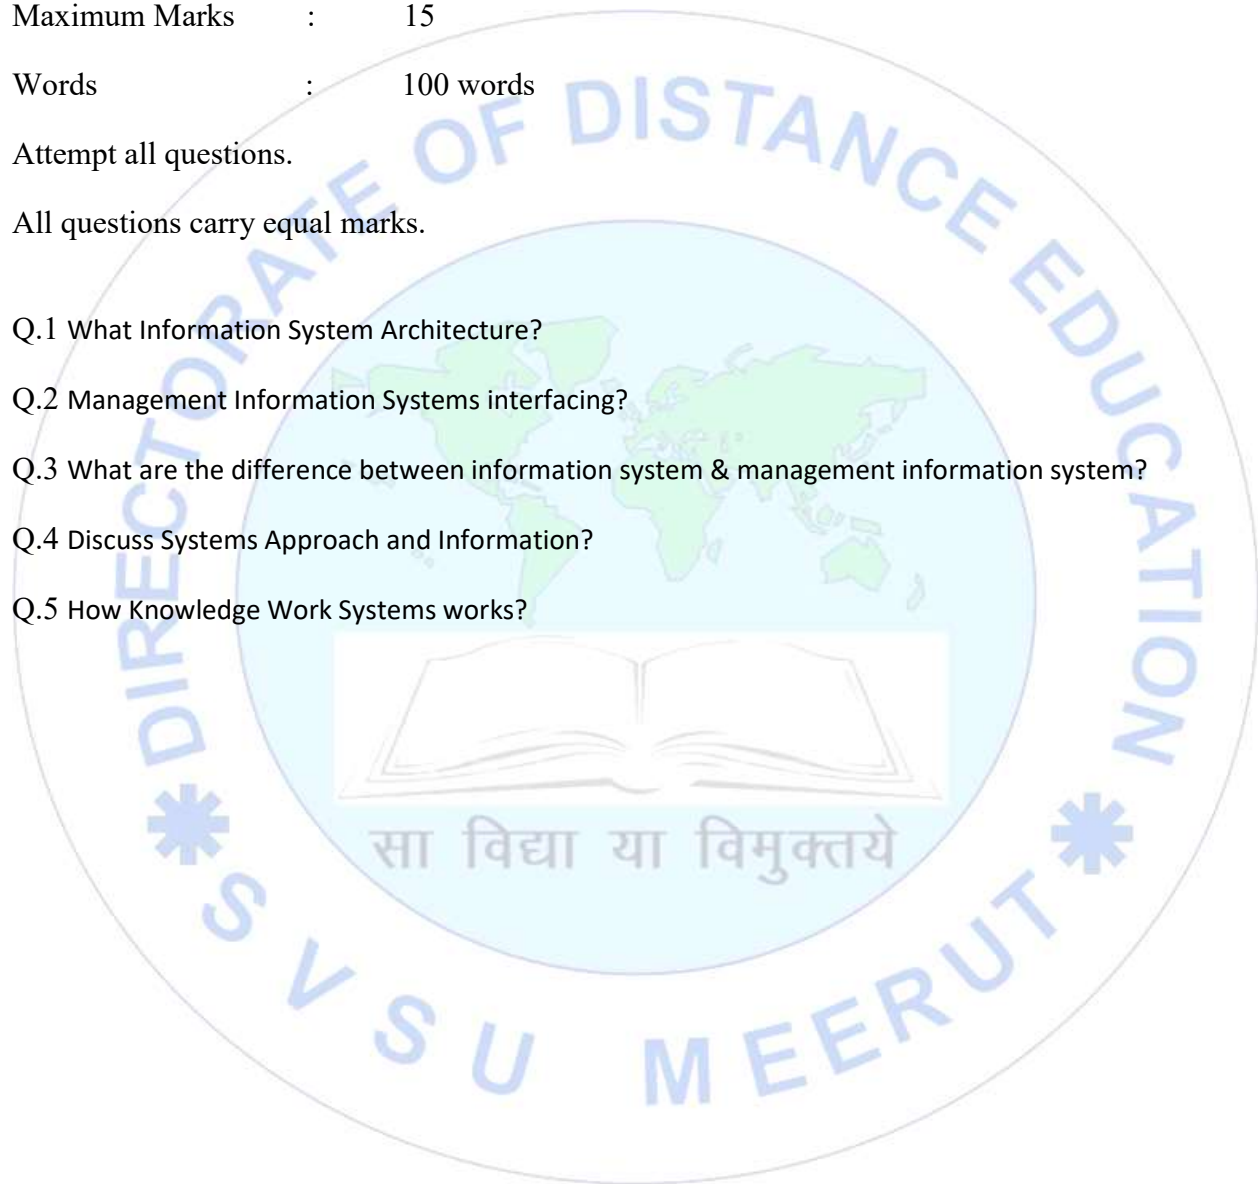 Maximum Marks : 15
Words : 100 words
Attempt all questions.
All questions carry equal marks.
Q.1 What Information System Architecture?
Q.2 Management Information Systems interfacing?
Q.3 What are the difference between information system & management information system?
Q.4 Discuss Systems Approach and Information?
Q.5 How Knowledge Work Systems works?
DIRECTORATE OF DISTANCE EDUCATION
सा विद्या या विमुक्तये
SVSU MEERUT